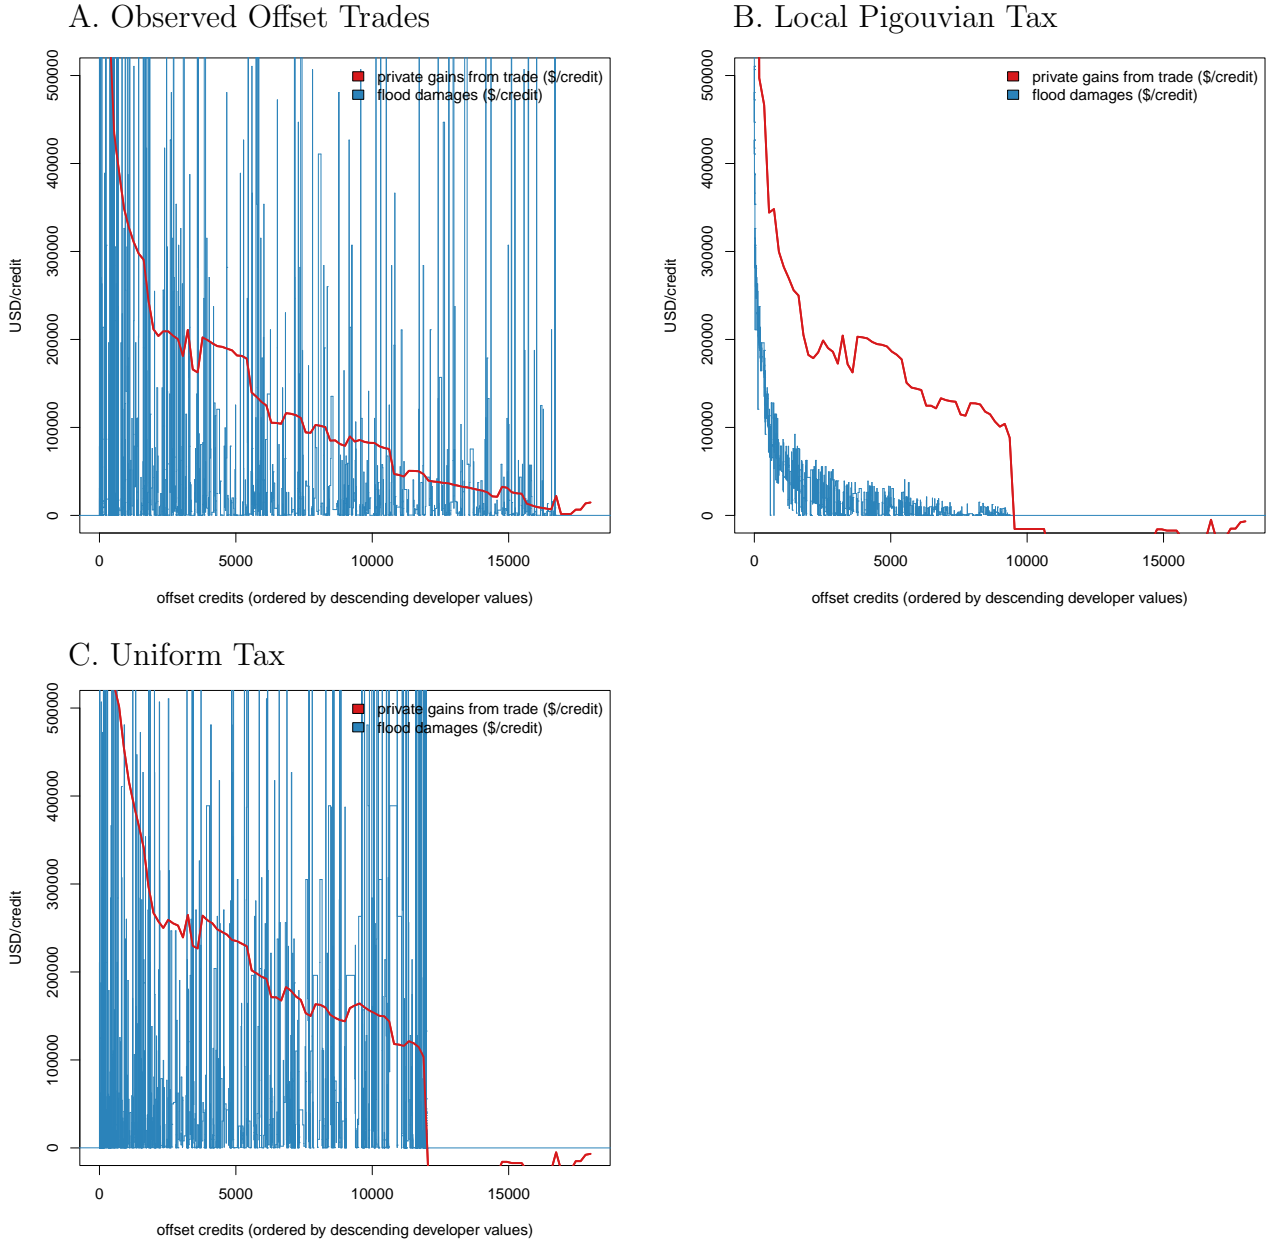 A. Observed Offset Trades
500000
400000
300000
200000
100000
0
USD/credit
private gains from trade ($/credit)
flood damages ($/credit)
0 5000 10000 15000
offset credits (ordered by descending developer values)
B. Local Pigouvian Tax
500000
400000
300000
200000
100000
0
USD/credit
private gains from trade ($/credit)
flood damages ($/credit)
0 5000 10000 15000
offset credits (ordered by descending developer values)
C. Uniform Tax
500000
400000
300000
200000
100000
0
USD/credit
private gains from trade ($/credit)
flood damages ($/credit)
0 5000 10000 15000
offset credits (ordered by descending developer values)